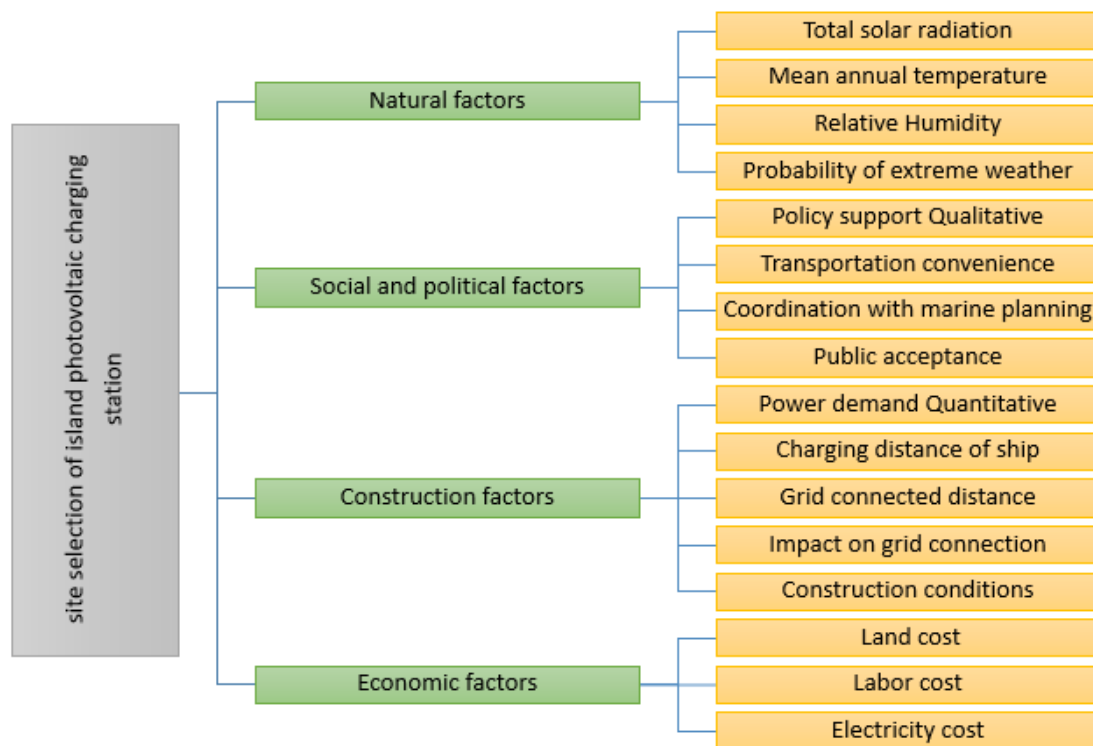 site selection of island photovoltaic charging
station
Natural factors
Total solar radiation
Mean annual temperature
Relative Humidity
Probability of extreme weather
Social and political factors
Policy support Qualitative
Transportation convenience
Coordination with marine planning
Public acceptance
Construction factors
Power demand Quantitative
Charging distance of ship
Grid connected distance
Impact on grid connection
Construction conditions
Economic factors
Land cost
Labor cost
Electricity cost